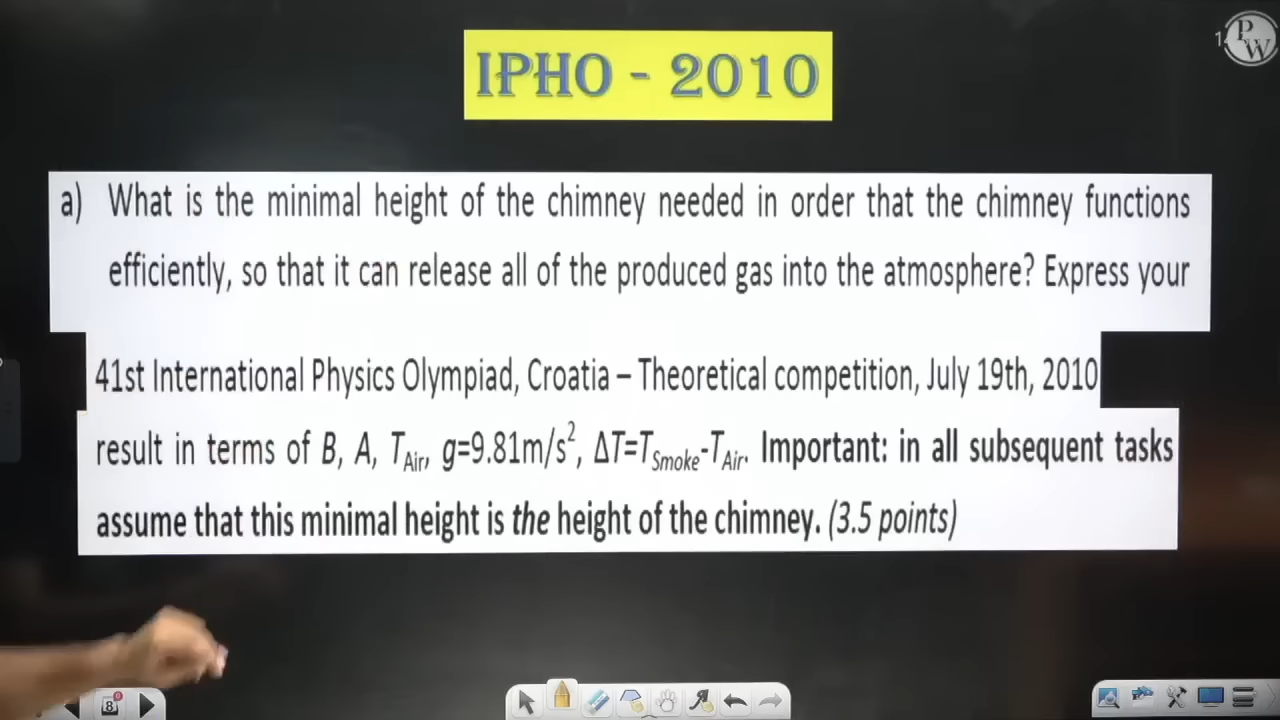 IPHO - 2010
PW
a) What is the minimal height of the chimney needed in order that the chimney functions
efficiently, so that it can release all of the produced gas into the atmosphere? Express your
41st International Physics Olympiad, Croatia – Theoretical competition, July 19th, 2010
result in terms of B, A, T_Air, g=9.81m/s², ΔT=T_Smoke-T_Air. Important: in all subsequent tasks
assume that this minimal height is the height of the chimney. (3.5 points)
8